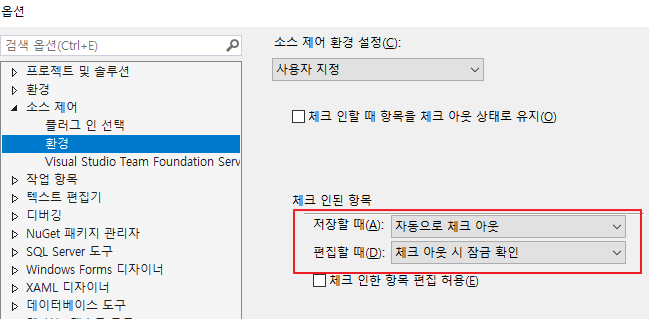 옵션
검색 옵션(Ctrl+E)
프로젝트 및 솔루션
환경
소스 제어
플러그 인 선택
환경
Visual Studio Team Foundation Serv
작업 항목
텍스트 편집기
디버깅
NuGet 패키지 관리자
SQL Server 도구
Windows Forms 디자이너
XAML 디자이너
데이터베이스 도구
소스 제어 환경 설정(C):
사용자 지정
체크 인할 때 항목을 체크 아웃 상태로 유지(O)
체크 인된 항목
저장할 때(A): 자동으로 체크 아웃
편집할 때(D): 체크 아웃 시 잠금 확인
체크 인한 항목 편집 허용(E)